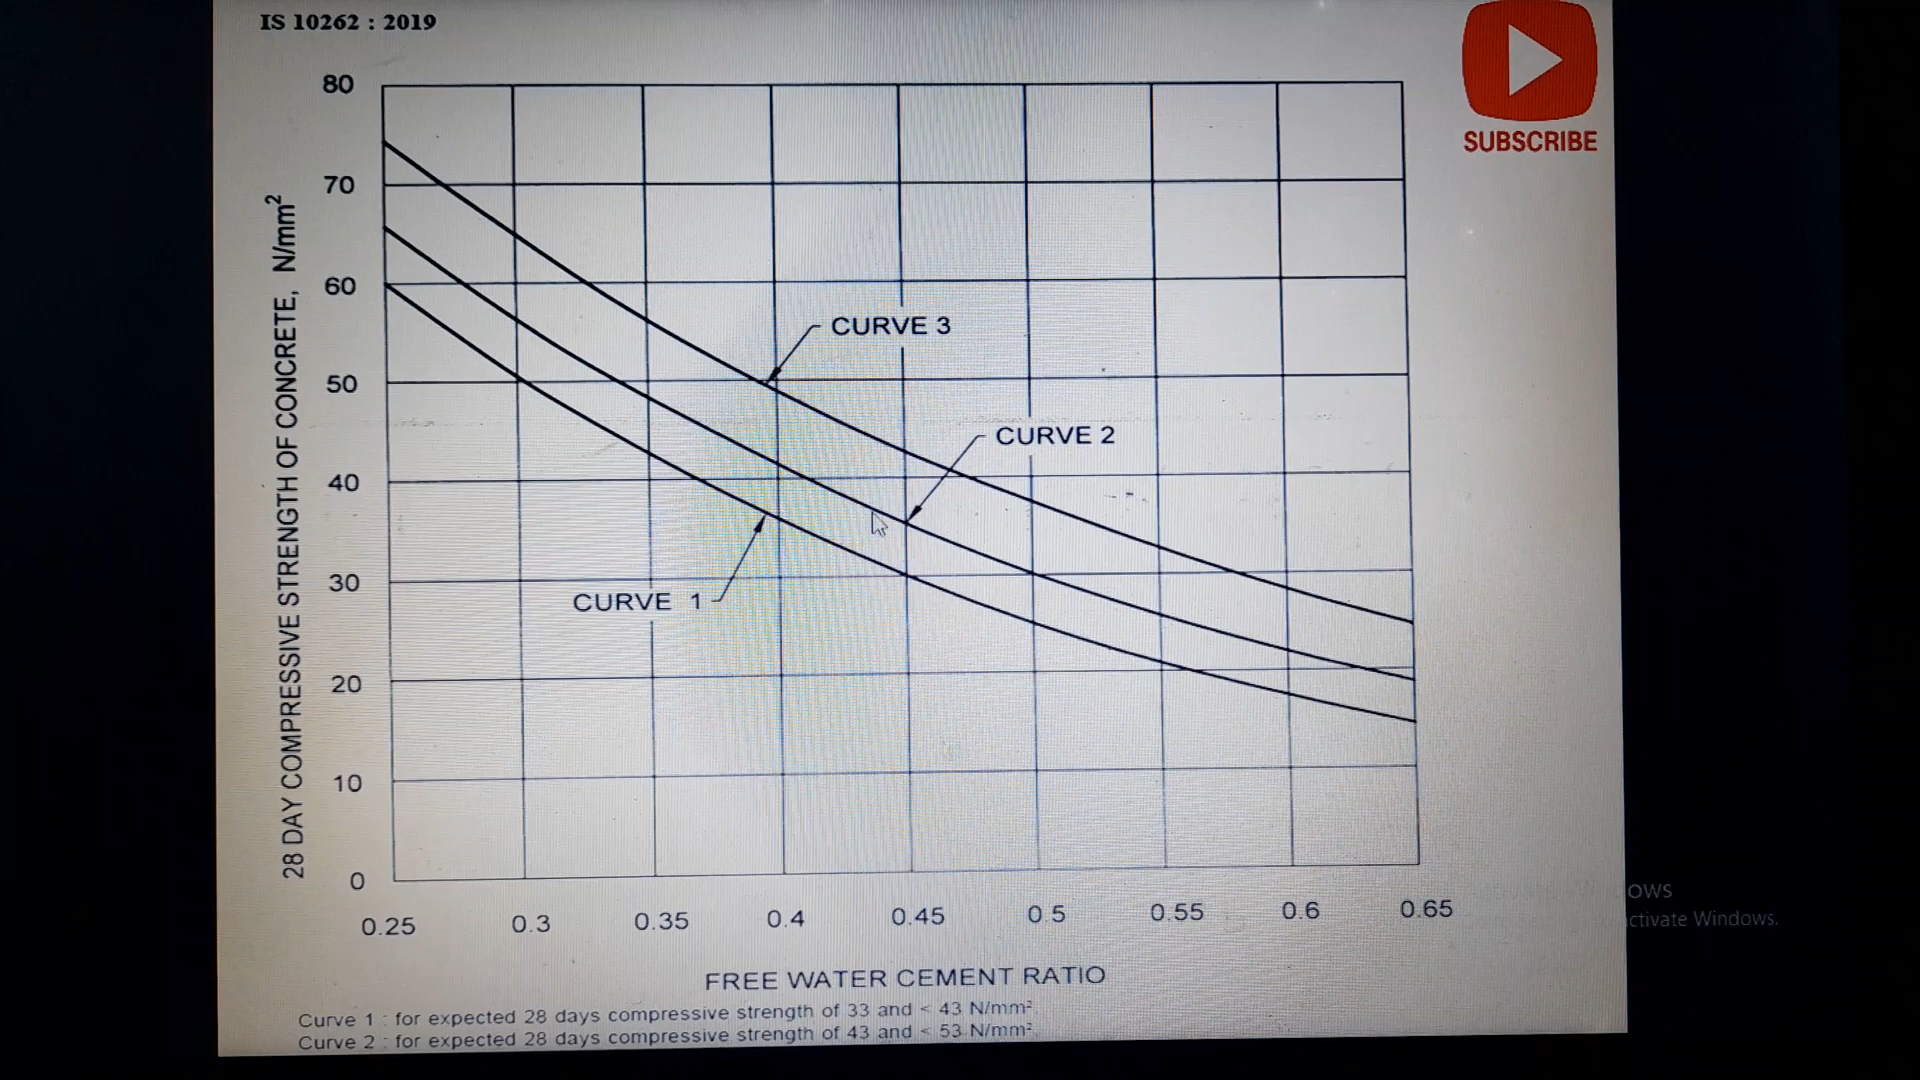 IS 10262 : 2019
SUBSCRIBE
28 DAY COMPRESSIVE STRENGTH OF CONCRETE, N/mm²
80
70
60
50
40
30
20
10
0
CURVE 3
CURVE 2
CURVE 1
0.25 0.3 0.35 0.4 0.45 0.5 0.55 0.6 0.65
FREE WATER CEMENT RATIO
Curve 1 : for expected 28 days compressive strength of 33 and < 43 N/mm²
Curve 2 : for expected 28 days compressive strength of 43 and < 53 N/mm²
ows
ctivate Windows.